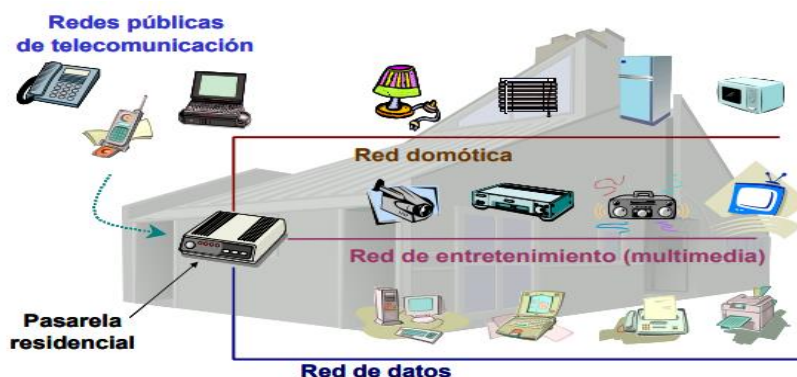 Redes públicas
de telecomunicación
Red domótica
Red de entretenimiento (multimedia)
Pasarela
residencial
Red de datos